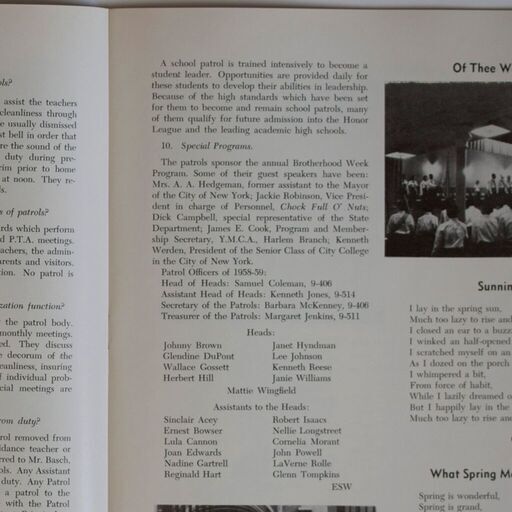 ols?
assist the teachers
cleanliness through
e usually dismissed
st bell in order that
re the sound of the
duty during pre-
rim prior to home
at noon. They re-
ls.
s of patrols?
rds which perform
d P.T.A. meetings.
achers, the admin-
arents and visitors.
tion. No patrol is
zation function?
the patrol body.
monthly meetings.
ed. They discuss
e decorum of the
eanliness, insuring
f individual prob-
cial meetings are
rom duty?
rol removed from
idance teacher or
erred to Mr. Basch,
ols. Any Assistant
duty. Any Patrol
a patrol to the
with the Patrol
A school patrol is trained intensively to become a
student leader. Opportunities are provided daily for
these students to develop their abilities in leadership.
Because of the high standards which have been set
for them to become and remain school patrols, many
of them qualify for future admission into the Honor
League and the leading academic high schools.
10. Special Programs.
The patrols sponsor the annual Brotherhood Week
Program. Some of their guest speakers have been:
Mrs. A. A. Hedgeman, former assistant to the Mayor
of the City of New York; Jackie Robinson, Vice Presi-
dent in charge of Personnel, Chock Full O' Nuts;
Dick Campbell, special representative of the State
Department; James E. Cook, Program and Member-
ship Secretary, Y.M.C.A., Harlem Branch; Kenneth
Werden, President of the Senior Class of City College
in the City of New York.
Patrol Officers of 1958-59:
Head of Heads: Samuel Coleman, 9-406
Assistant Head of Heads: Kenneth Jones, 9-514
Secretary of the Patrols: Barbara McKenney, 9-406
Treasurer of the Patrols: Margaret Jenkins, 9-511
Heads:
Johnny Brown Janet Hyndman
Glendine DuPont Lee Johnson
Wallace Gossett Kenneth Reese
Herbert Hill Janie Williams
Mattie Wingfield
Assistants to the Heads:
Sinclair Acey Robert Isaacs
Ernest Bowser Nellie Longstreet
Lula Cannon Cornelia Morant
Joan Edwards John Powell
Nadine Gartrell LaVerne Rolle
Reginald Hart Glenn Tompkins
ESW
Of Thee W
Sunnin
I lay in the spring sun,
Much too lazy to rise and
I closed an ear to a buzz
I winked an half-opened
I scratched myself on an
As I dozed on the porch
I whimpered a bit,
From force of habit,
While I lazily dreamed o
But I happily lay in the
Much too lazy to rise and
What Spring Me
Spring is wonderful,
Spring is grand,